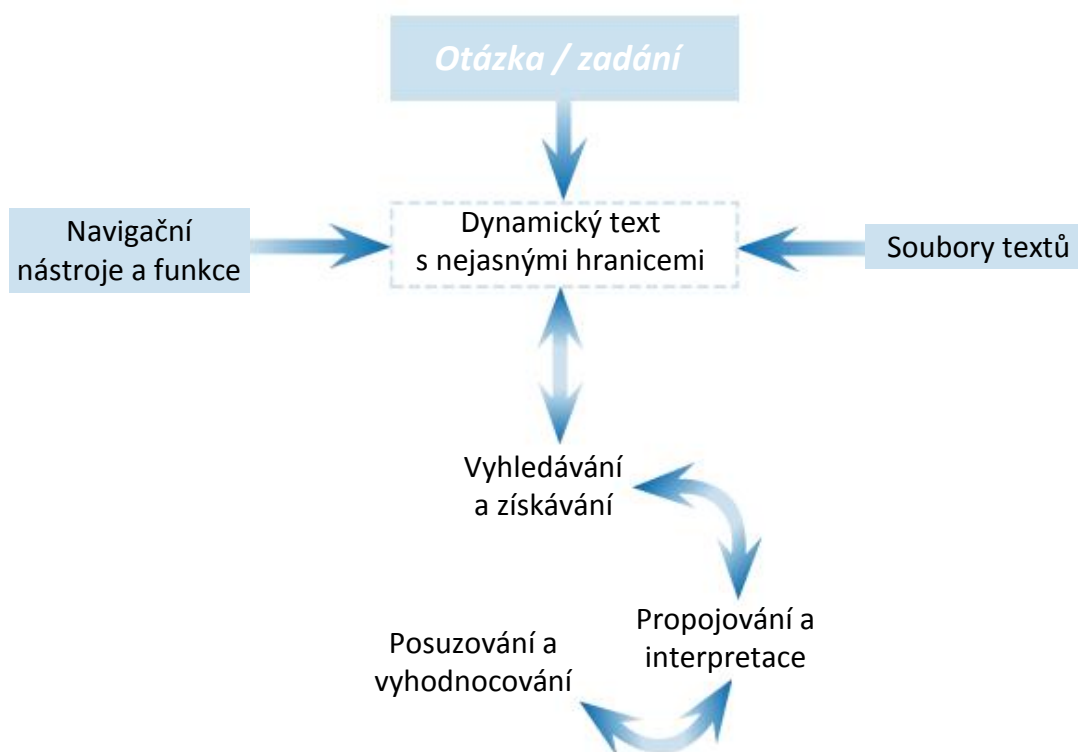 Otázka / zadání
Navigační
nástroje a funkce
Dynamický text
s nejasnými hranicemi
Soubory textů
Vyhledávání
a získávání
Propojování a
interpretace
Posuzování a
vyhodnocování